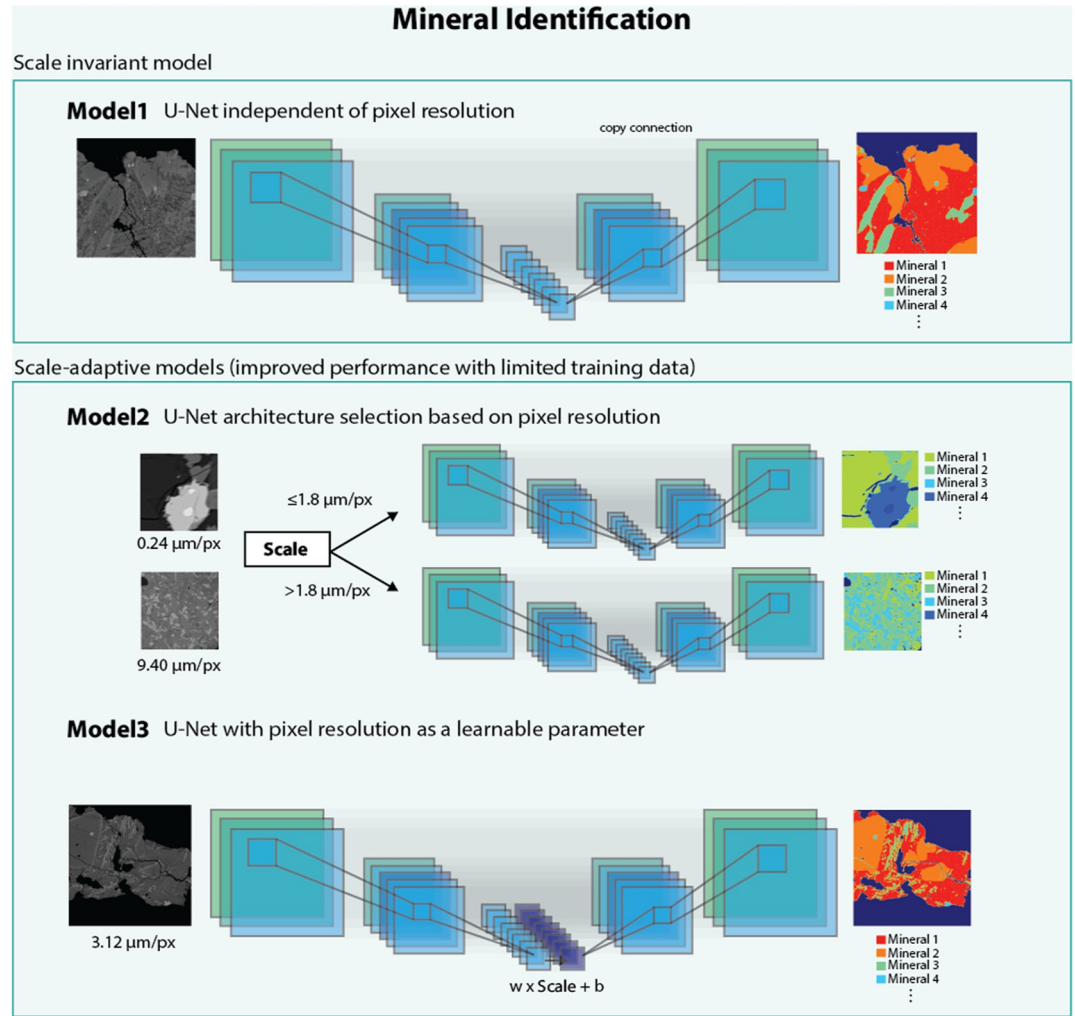 Mineral Identification
Scale invariant model
Model1 U-Net independent of pixel resolution
copy connection
Mineral 1
Mineral 2
Mineral 3
Mineral 4
⋮
Scale-adaptive models (improved performance with limited training data)
Model2 U-Net architecture selection based on pixel resolution
0.24 μm/px
≤1.8 μm/px
Scale
>1.8 μm/px
9.40 μm/px
Mineral 1
Mineral 2
Mineral 3
Mineral 4
⋮
Mineral 1
Mineral 2
Mineral 3
Mineral 4
⋮
Model3 U-Net with pixel resolution as a learnable parameter
3.12 μm/px
w x Scale + b
Mineral 1
Mineral 2
Mineral 3
Mineral 4
⋮